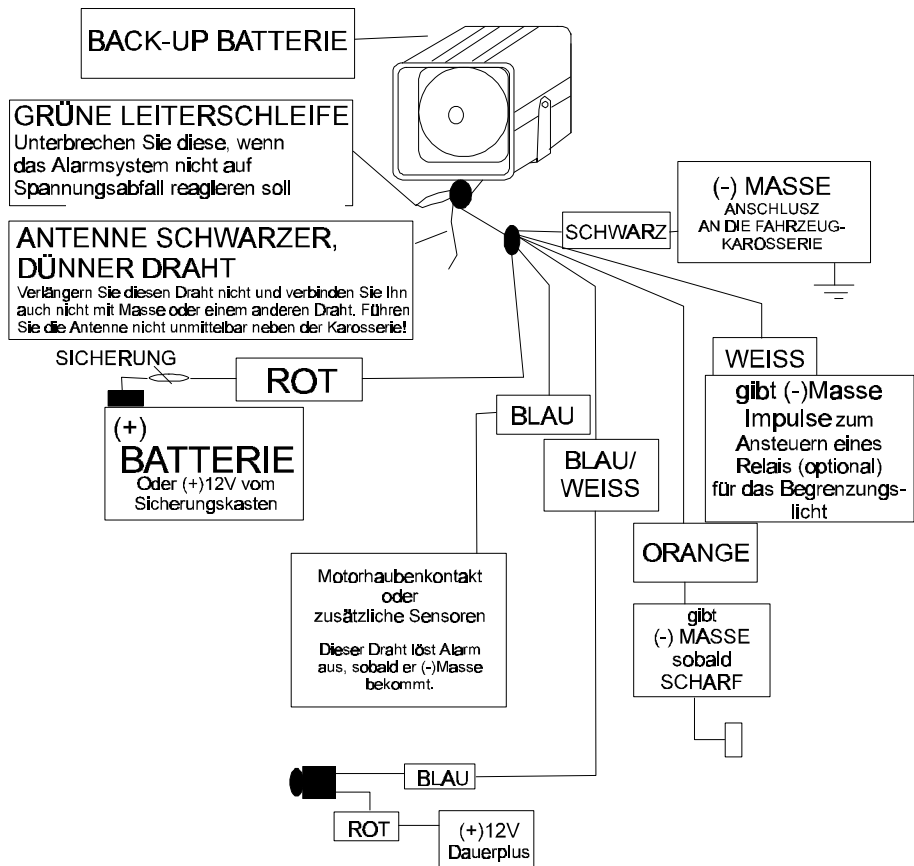 BACK-UP BATTERIE
GRÜNE LEITERSCHLEIFE
Unterbrechen Sie diese, wenn
das Alarmsystem nicht auf
Spannungsabfall reagleren soll
ANTENNE SCHWARZER,
DÜNNER DRAHT
Verlängern Sie diesen Draht nicht und verbinden Sie Ihn
auch nicht mit Masse oder einem anderen Draht. Führen
Sie die Antenne nicht unmittelbar neben der Karosserie!
SCHWARZ
(-) MASSE
ANSCHLUSZ
AN DIE FAHRZEUG-
KAROSSERIE
SICHERUNG
ROT
(+)
BATTERIE
Oder (+)12V vom
Sicherungskasten
BLAU
BLAU/
WEISS
WEISS
gibt (-)Masse
Impulse zum
Ansteuern eines
Relais (optional)
für das Begrenzungs-
licht
ORANGE
gibt
(-) MASSE
sobald
SCHARF
Motorhaubenkontakt
oder
zusätzliche Sensoren
Dieser Draht löst Alarm
aus, sobald er (-)Masse
bekommt.
BLAU
ROT
(+)12V
Dauerplus